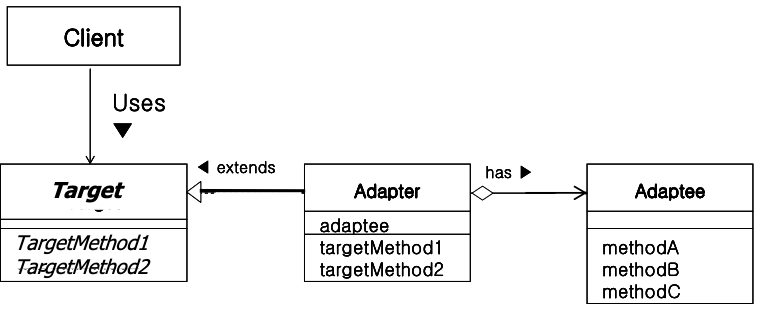 Client
Uses
▼
Target
◀ extends
Adapter
has ▶
Adaptee
TargetMethod1
TargetMethod2
adaptee
targetMethod1
targetMethod2
methodA
methodB
methodC